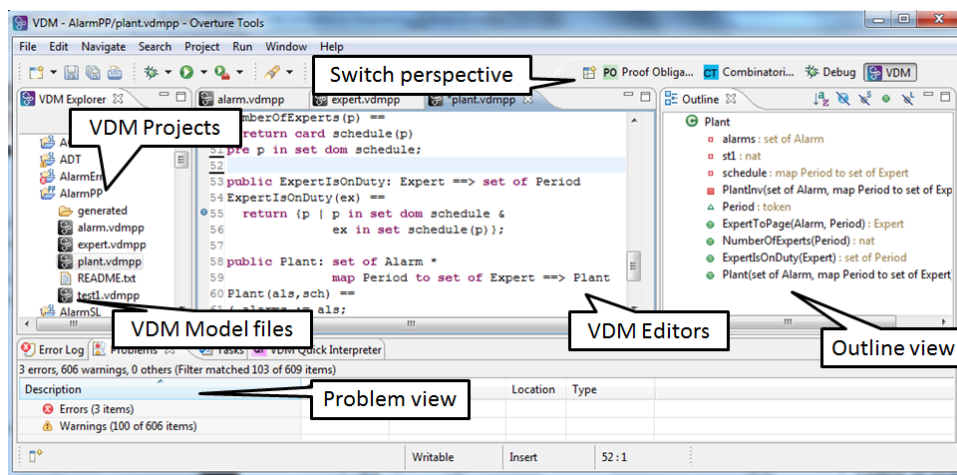 VDM - AlarmPP/plant.vdmpp - Overture Tools
File Edit Navigate Search Project Run Window Help
Switch perspective
PO Proof Obliga... CT Combinatori... Debug VDM
VDM Explorer
alarm.vdmpp expert.vdmpp *plant.vdmpp
Outline
VDM Projects
ADT
AlarmErr
AlarmPP
generated
alarm.vdmpp
expert.vdmpp
plant.vdmpp
README.txt
test1.vdmpp
AlarmSL
VDM Model files
berOfExperts(p) ==
return card schedule(p)
51 pre p in set dom schedule;
52
53 public ExpertIsOnDuty: Expert ==> set of Period
54 ExpertIsOnDuty(ex) ==
55 return {p | p in set dom schedule &
56 ex in set schedule(p)};
57
58 public Plant: set of Alarm *
59 map Period to set of Expert ==> Plant
60 Plant(als,sch) ==
alarms := als;
VDM Editors
Plant
alarms : set of Alarm
stl : nat
schedule : map Period to set of Expert
PlantInv(set of Alarm, map Period to set of Exp
Period : token
ExpertToPage(Alarm, Period) : Expert
NumberOfExperts(Period) : nat
ExpertIsOnDuty(Expert) : set of Period
Plant(set of Alarm, map Period to set of Expert
Outline view
Error Log Problems Tasks VDM Quick Interpreter
3 errors, 606 warnings, 0 others (Filter matched 103 of 609 items)
Description Location Type
Errors (3 items)
Warnings (100 of 606 items)
Problem view
Writable Insert 52 : 1